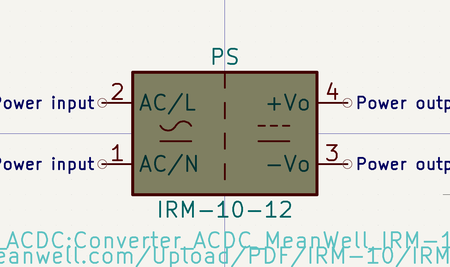 PS
Power input 2 AC/L +Vo 4 Power outp
Power input 1 AC/N −Vo 3 Power outp
IRM−10−12
_ACDC:Converter_ACDC_MeanWell_IRM−1
eanwell.com/Upload/PDF/IRM−10/IRM